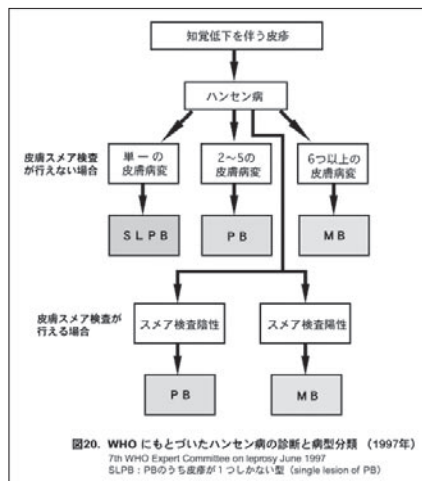 知覚低下を伴う皮疹
ハンセン病
皮膚スメア検査
が行えない場合
単一の
皮膚病変
2〜5の
皮膚病変
6つ以上の
皮膚病変
SLPB
PB
MB
皮膚スメア検査が
行える場合
スメア検査陰性
スメア検査陽性
PB
MB
図20. WHO にもとづいたハンセン病の診断と病型分類 （1997年）
7th WHO Expert Committee on leprosy June 1997
SLPB：PBのうち皮疹が1つしかない型（single lesion of PB）